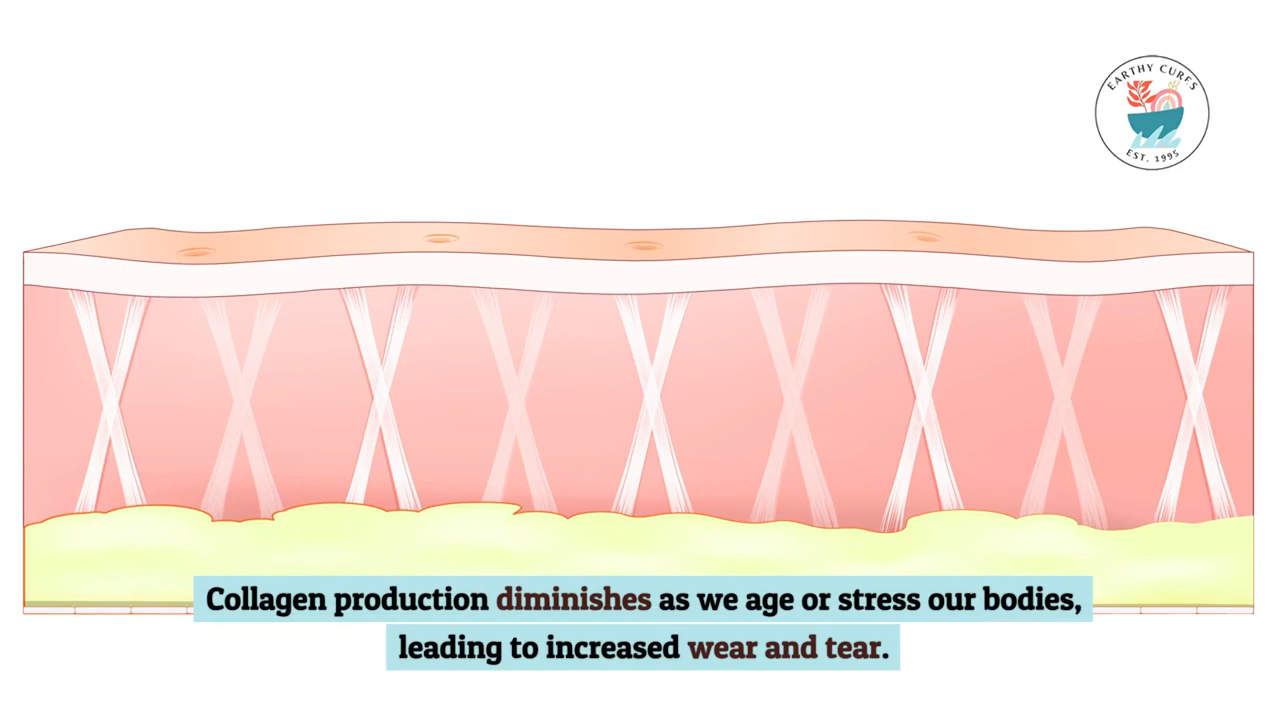 EARTHY CURES
EST. 1995
Collagen production diminishes as we age or stress our bodies,
leading to increased wear and tear.